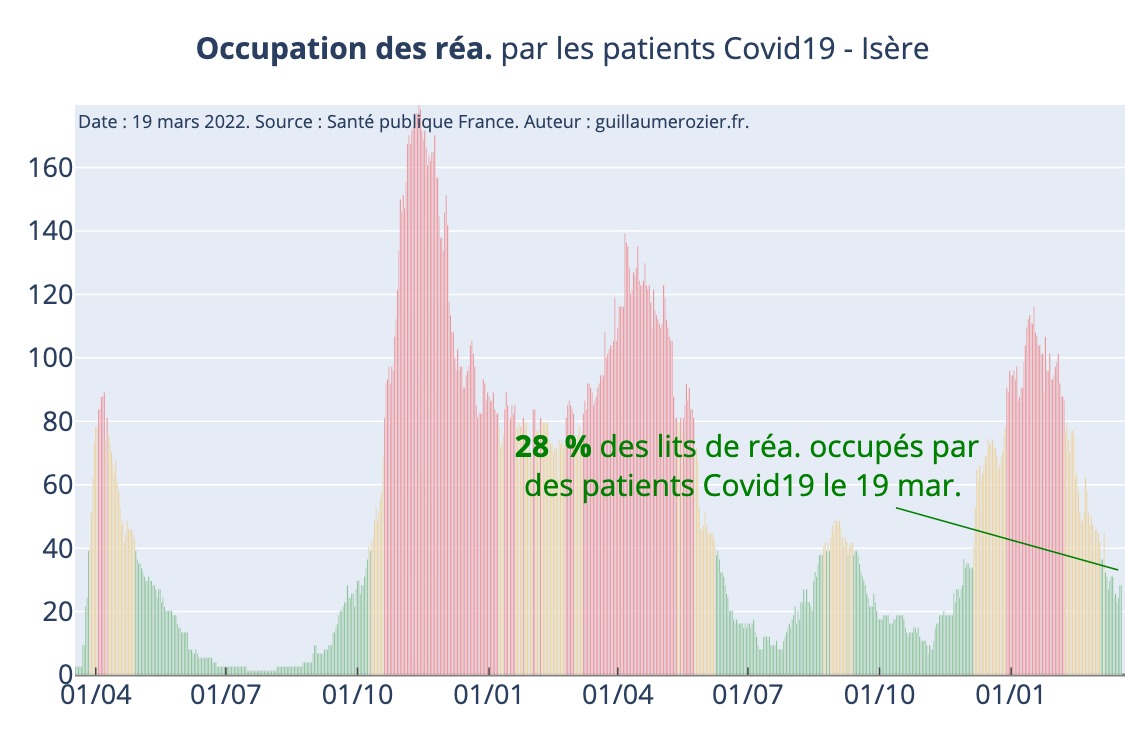 Occupation des réa. par les patients Covid19 - Isère
Date : 19 mars 2022. Source : Santé publique France. Auteur : guillaumerozier.fr.
160
140
120
100
80
28 % des lits de réa. occupés par
des patients Covid19 le 19 mar.
60
40
20
0
01/04 01/07 01/10 01/01 01/04 01/07 01/10 01/01